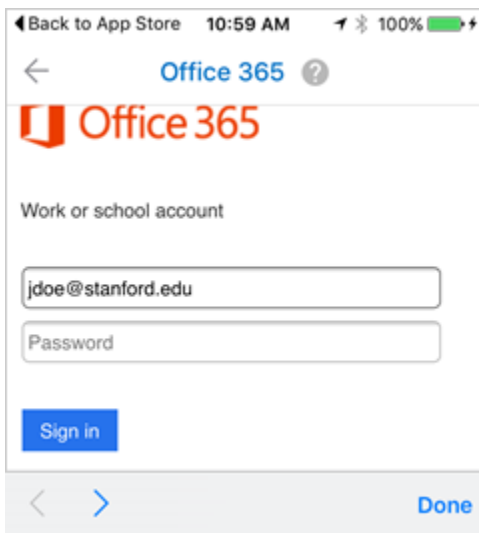 Back to App Store 10:59 AM 100%
Office 365 ?
Office 365
Work or school account
jdoe@stanford.edu
Password
Sign in
Done